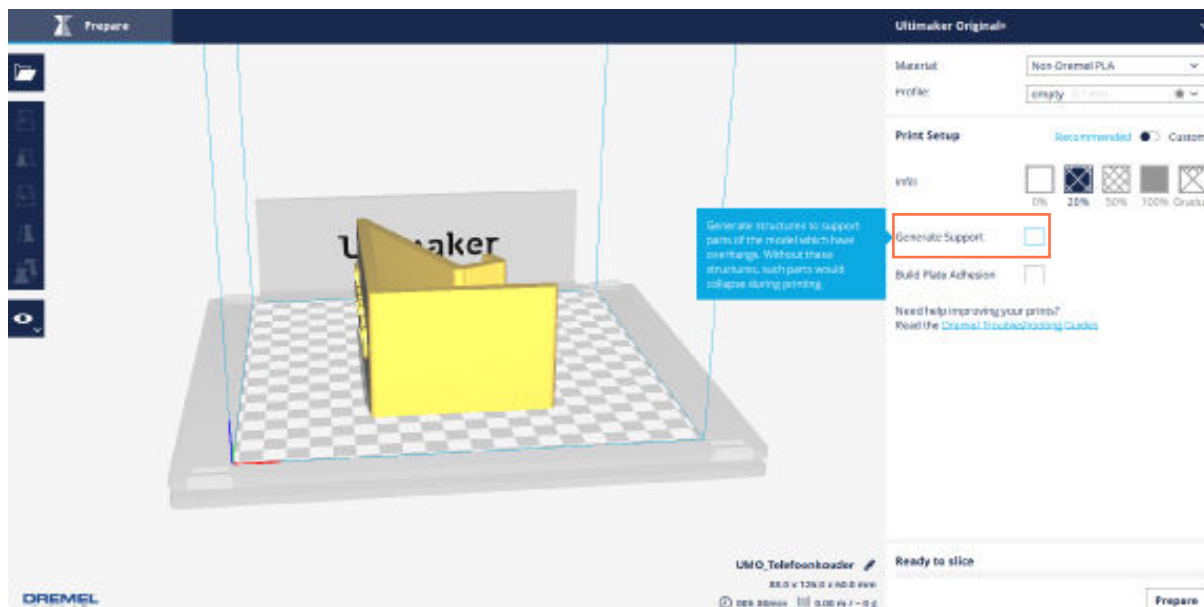 Prepare
Ultimaker Original+
Material:
Non-Dremel PLA
Profile:
empty
Print Setup
Recommended
Custom
Infill
0%
20%
50%
100%
Gradu
Generate Support
Generate structures to support
parts of the model which have
overhangs. Without these
structures, such parts would
collapse during printing.
Build Plate Adhesion
Need help improving your prints?
Read the Dremel Troubleshooting Guides
UMO_Telefoonhouder
Ready to slice
Prepare
DREMEL